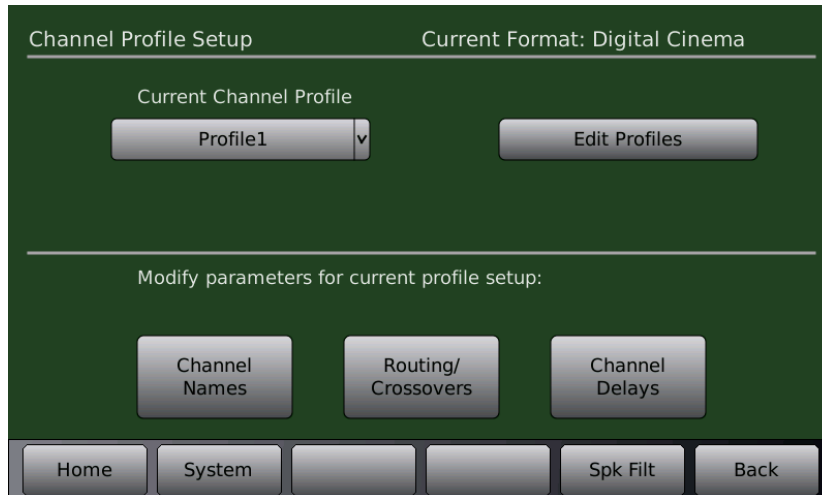 Channel Profile Setup
Current Format: Digital Cinema
Current Channel Profile
Profile1
Edit Profiles
Modify parameters for current profile setup:
Channel
Names
Routing/
Crossovers
Channel
Delays
Home
System
Spk Filt
Back